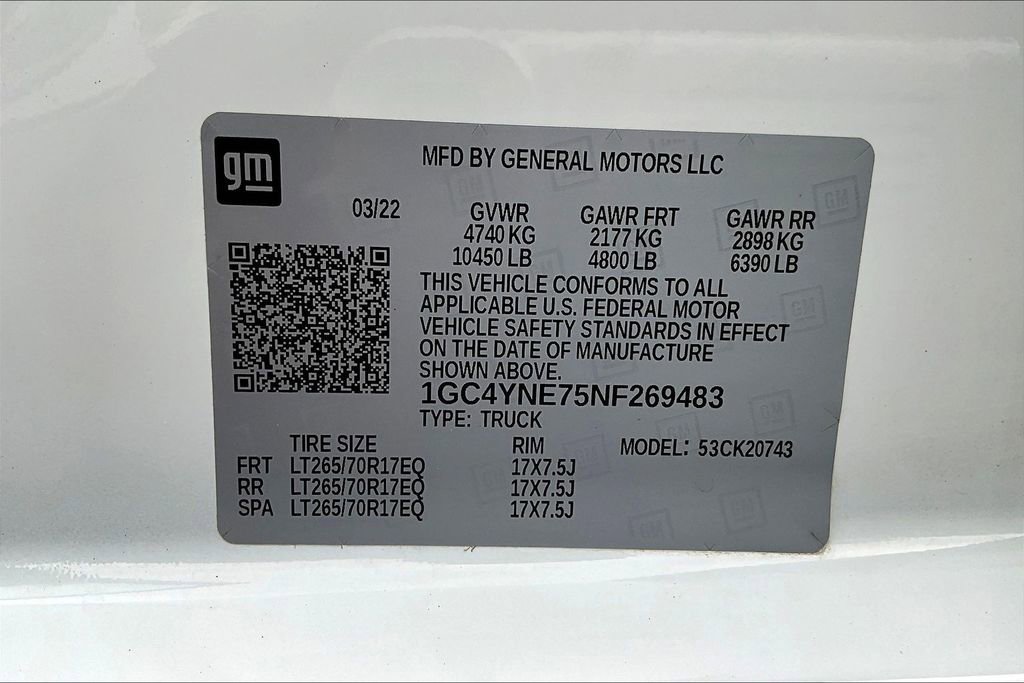 gm
MFD BY GENERAL MOTORS LLC
03/22 GVWR GAWR FRT GAWR RR
4740 KG 2177 KG 2898 KG
10450 LB 4800 LB 6390 LB
THIS VEHICLE CONFORMS TO ALL
APPLICABLE U.S. FEDERAL MOTOR
VEHICLE SAFETY STANDARDS IN EFFECT
ON THE DATE OF MANUFACTURE
SHOWN ABOVE.
1GC4YNE75NF269483
TYPE: TRUCK
TIRE SIZE RIM MODEL: 53CK20743
FRT LT265/70R17EQ 17X7.5J
RR LT265/70R17EQ 17X7.5J
SPA LT265/70R17EQ 17X7.5J